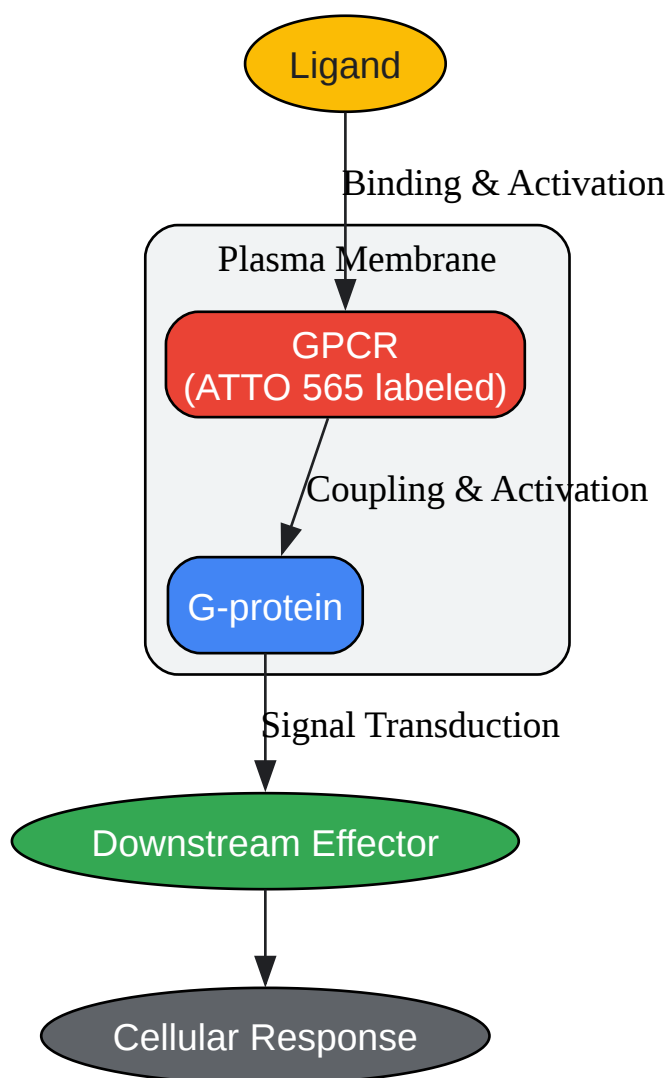 Ligand
Binding & Activation
Plasma Membrane
GPCR
(ATTO 565 labeled)
Coupling & Activation
G-protein
Signal Transduction
Downstream Effector
Cellular Response